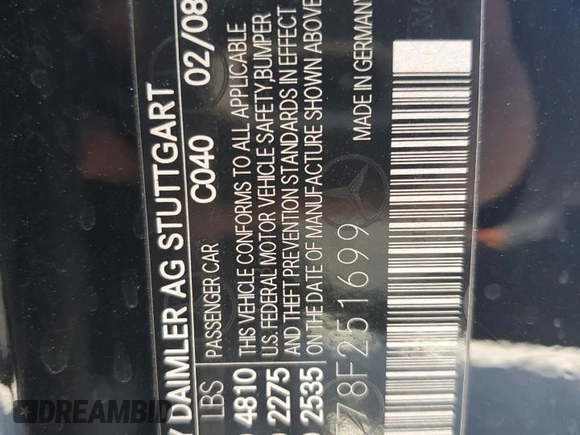 DAIMLER AG STUTTGART
C040 02/08
LBS PASSENGER CAR
4810 THIS VEHICLE CONFORMS TO ALL APPLICABLE
U.S. FEDERAL MOTOR VEHICLE SAFETY,BUMPER
2275 AND THEFT PREVENTION STANDARDS IN EFFECT
2535 ON THE DATE OF MANUFACTURE SHOWN ABOVE
78F251699 MADE IN GERMANY
DREAMBID
DREAMBID.COM